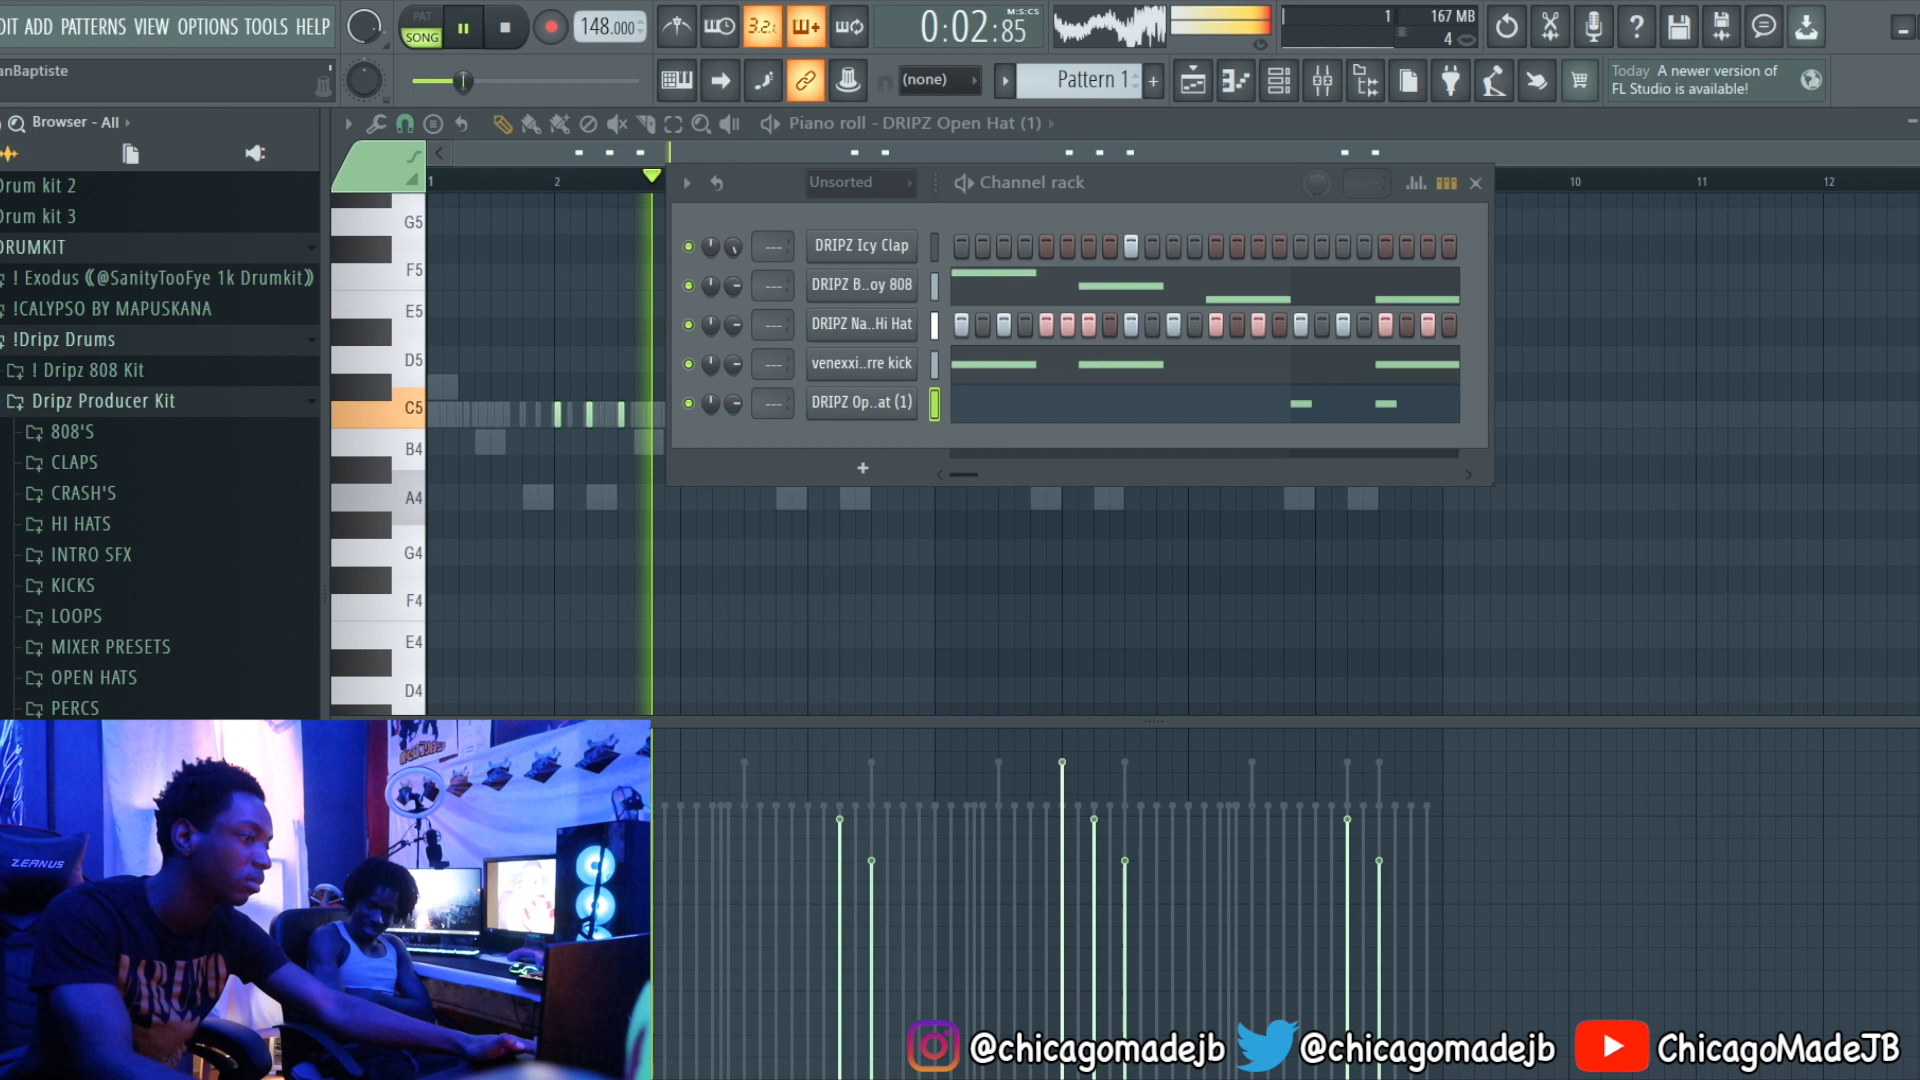 DIT ADD PATTERNS VIEW OPTIONS TOOLS HELP
PAT
SONG
148.000
3.2.
0:02:85
M:S:CS
1
167 MB
4
anBaptiste
(none)
Pattern 1
Today A newer version of
FL Studio is available!
Browser - All
Piano roll - DRIPZ Open Hat (1)
1
2
10
11
12
Drum kit 2
Drum kit 3
DRUMKIT
! Exodus ⟪@SanityTooFye 1k Drumkit⟫
!CALYPSO BY MAPUSKANA
!Dripz Drums
! Dripz 808 Kit
Dripz Producer Kit
808'S
CLAPS
CRASH'S
HI HATS
INTRO SFX
KICKS
LOOPS
MIXER PRESETS
OPEN HATS
PERCS
G5
F5
E5
D5
C5
B4
A4
G4
F4
E4
D4
Unsorted
Channel rack
DRIPZ Icy Clap
DRIPZ B..oy 808
DRIPZ Na..Hi Hat
venexxi..rre kick
DRIPZ Op..at (1)
ZEANUS
@chicagomadejb
@chicagomadejb
ChicagoMadeJB